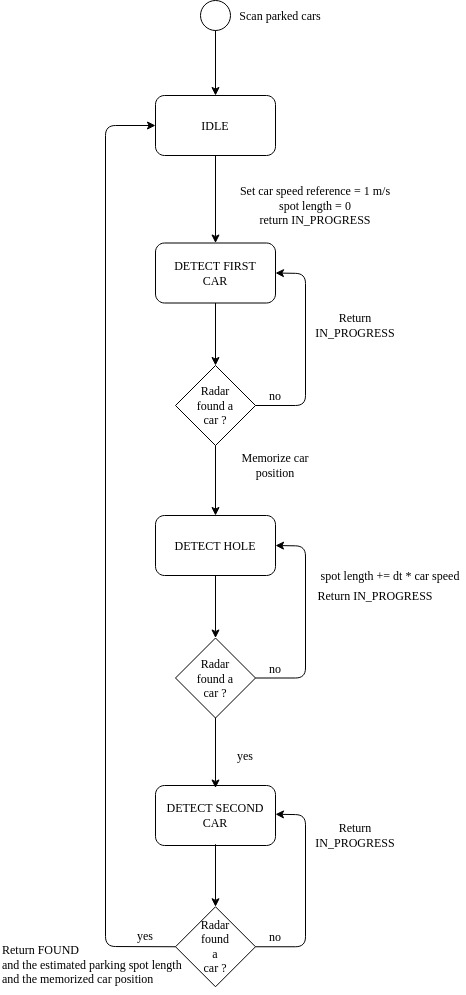 Scan parked cars
IDLE
Set car speed reference = 1 m/s
spot length = 0
return IN_PROGRESS
DETECT FIRST
CAR
Return
IN_PROGRESS
Radar
found a
car ?
no
Memorize car
position
DETECT HOLE
spot length += dt * car speed
Return IN_PROGRESS
Radar
found a
car ?
no
yes
DETECT SECOND
CAR
Return
IN_PROGRESS
Radar
found
a
car ?
no
yes
Return FOUND
and the estimated parking spot length
and the memorized car position